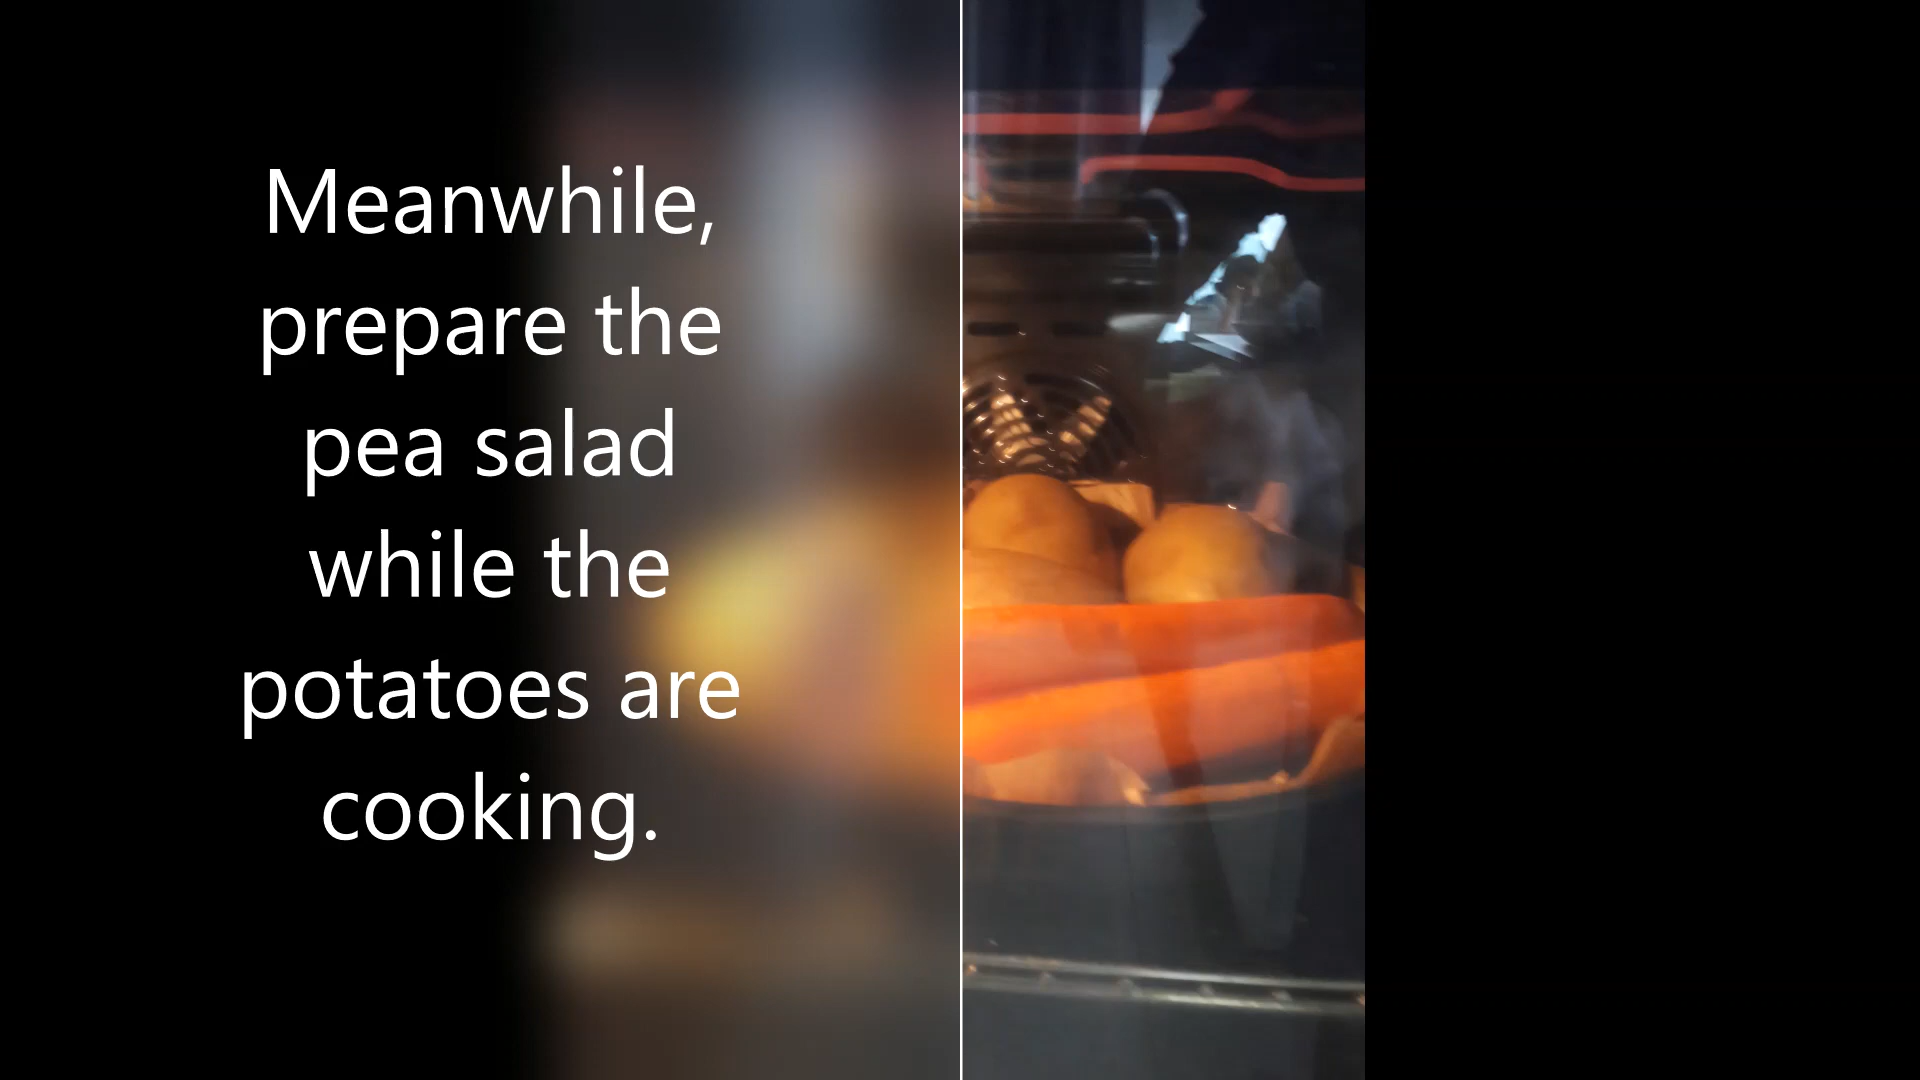 Meanwhile,
prepare the
pea salad
while the
potatoes are
cooking.